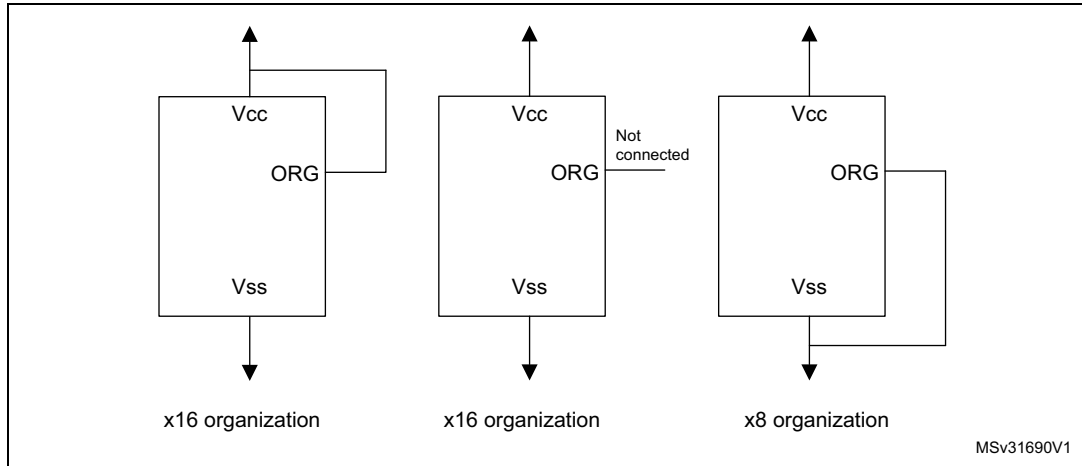 Vcc
ORG
Vss
x16 organization
Vcc
Not
connected
ORG
Vss
x16 organization
Vcc
ORG
Vss
x8 organization
MSv31690V1